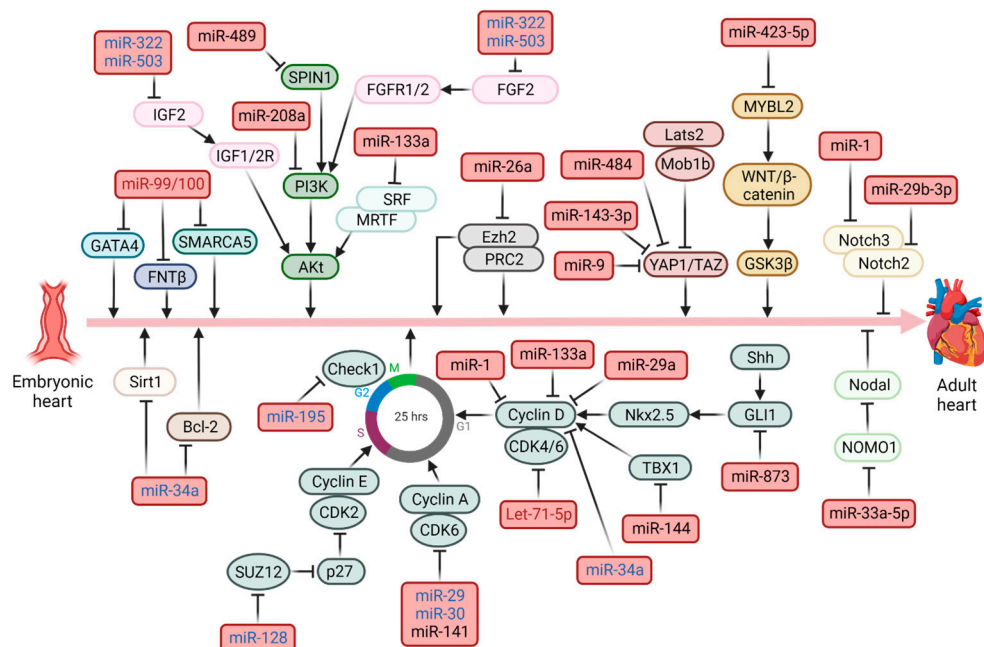 miR-322
miR-503
miR-489
miR-322
miR-503
miR-423-5p
SPIN1
FGFR1/2
FGF2
IGF2
miR-208a
MYBL2
miR-133a
Lats2
Mob1b
miR-1
IGF1/2R
miR-26a
miR-484
miR-99/100
PI3K
WNT/β-
catenin
miR-29b-3p
SRF
MRTF
miR-143-3p
GATA4
SMARCA5
Ezh2
PRC2
Notch3
Notch2
FNTβ
AKt
miR-9
YAP1/TAZ
GSK3β
Embryonic
heart
Adult
heart
Sirt1
Check1
M
G2
S
G1
25 hrs
miR-1
miR-133a
miR-29a
Shh
Nodal
miR-195
Bcl-2
Cyclin D
CDK4/6
Nkx2.5
GLI1
NOMO1
TBX1
miR-873
miR-34a
Cyclin E
CDK2
Cyclin A
CDK6
Let-71-5p
miR-144
miR-33a-5p
SUZ12
p27
miR-34a
miR-29
miR-30
miR-141
miR-128